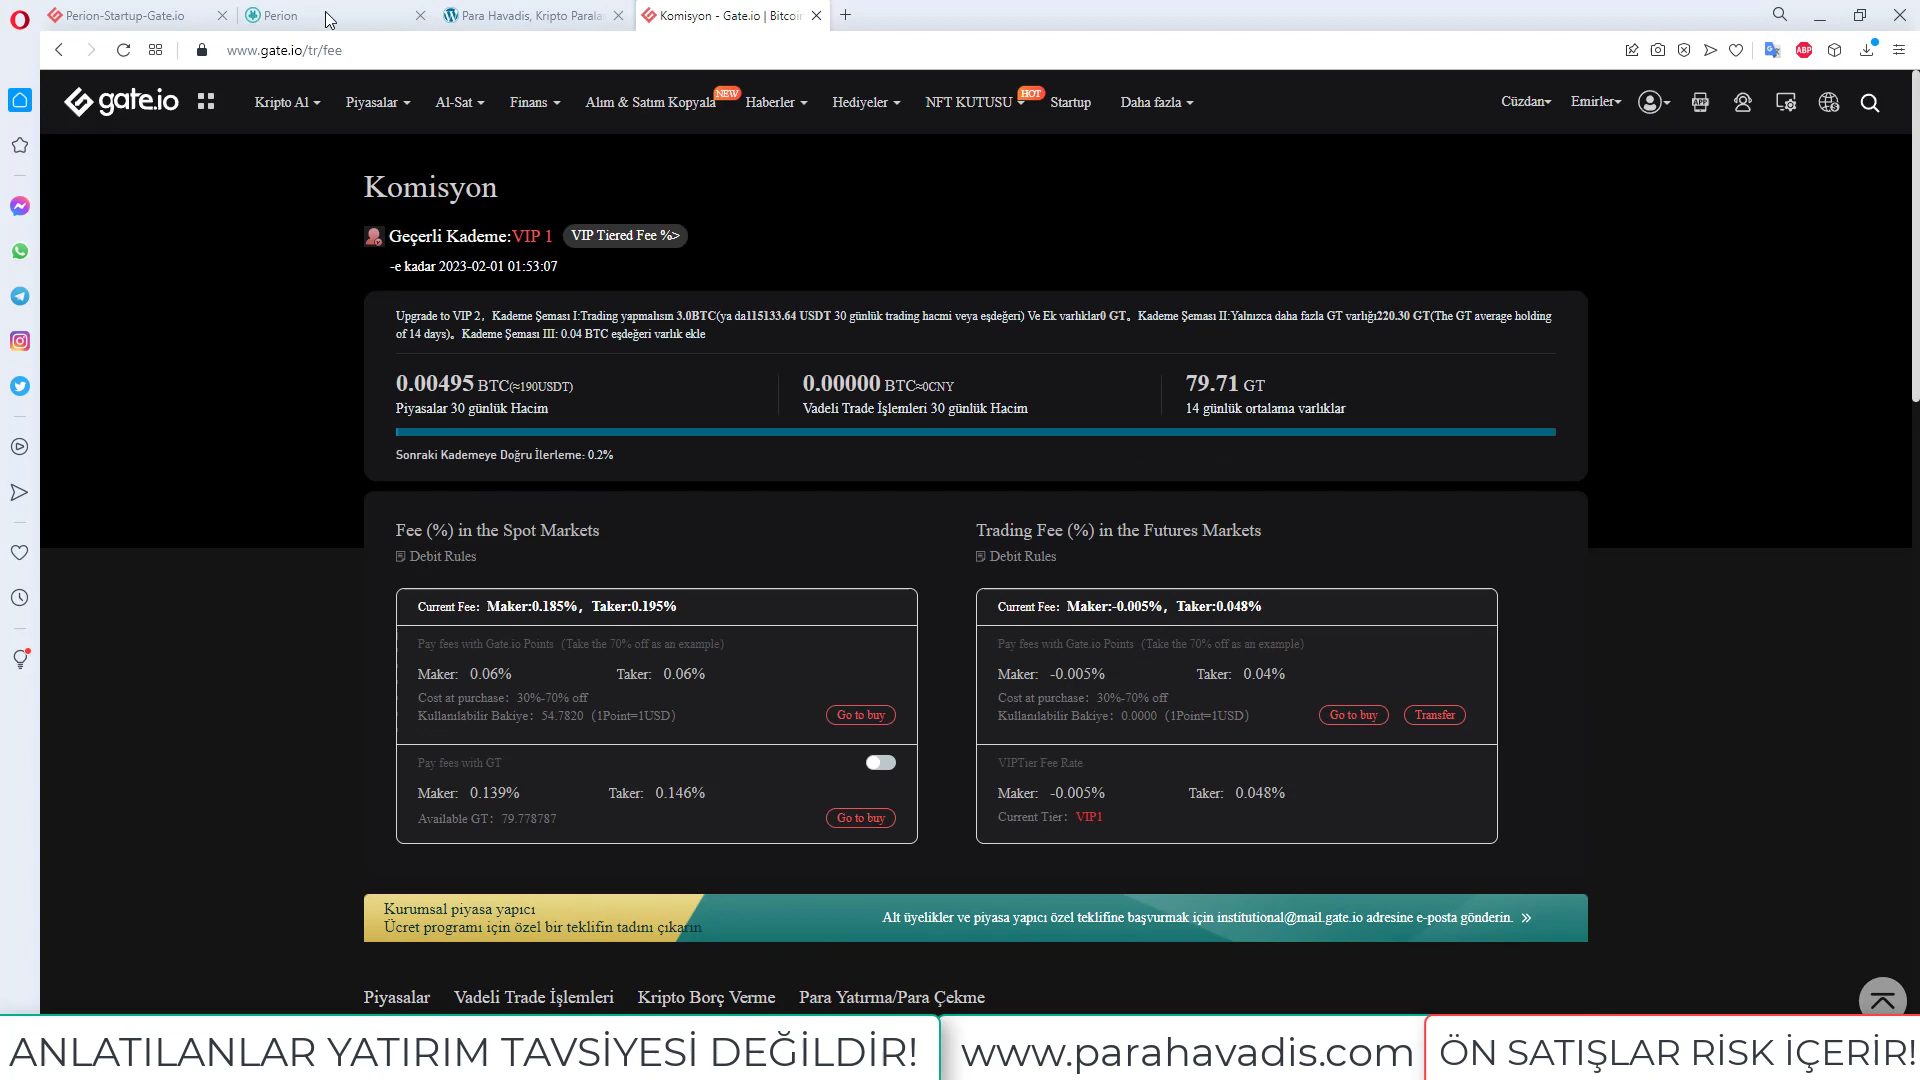 Perion-Startup-Gate.io
Perion
Para Havadis, Kripto Parala
Komisyon - Gate.io | Bitcoin
www.gate.io/tr/fee
ABP
gate.io
Kripto Al
Piyasalar
Al-Sat
Finans
Alım & Satım Kopyala
NEW
Haberler
Hediyeler
NFT KUTUSU
HOT
Startup
Daha fazla
Cüzdan
Emirler
APP
Komisyon
Geçerli Kademe:VIP 1
VIP Tiered Fee %>
-e kadar 2023-02-01 01:53:07
Upgrade to VIP 2，Kademe Şeması I:Trading yapmalısın 3.0BTC(ya da115133.64 USDT 30 günlük trading hacmi veya eşdeğeri) Ve Ek varlıklar0 GT。Kademe Şeması II:Yalnızca daha fazla GT varlığı220.30 GT(The GT average holding
of 14 days)。Kademe Şeması III: 0.04 BTC eşdeğeri varlık ekle
0.00495 BTC(≈190USDT)
Piyasalar 30 günlük Hacim
0.00000 BTC≈0CNY
Vadeli Trade İşlemleri 30 günlük Hacim
79.71 GT
14 günlük ortalama varlıklar
Sonraki Kademeye Doğru İlerleme: 0.2%
Fee (%) in the Spot Markets
Debit Rules
Current Fee：Maker:0.185%，Taker:0.195%
Pay fees with Gate.io Points（Take the 70% off as an example）
Maker: 0.06%
Taker: 0.06%
Cost at purchase：30%-70% off
Kullanılabilir Bakiye：54.7820（1Point=1USD）
Go to buy
Pay fees with GT
Maker: 0.139%
Taker: 0.146%
Available GT：79.778787
Go to buy
Trading Fee (%) in the Futures Markets
Debit Rules
Current Fee：Maker:-0.005%，Taker:0.048%
Pay fees with Gate.io Points（Take the 70% off as an example）
Maker: -0.005%
Taker: 0.04%
Cost at purchase：30%-70% off
Kullanılabilir Bakiye：0.0000（1Point=1USD）
Go to buy
Transfer
VIPTier Fee Rate
Maker: -0.005%
Taker: 0.048%
Current Tier：VIP1
Kurumsal piyasa yapıcı
Ücret programı için özel bir teklifin tadını çıkarın
Alt üyelikler ve piyasa yapıcı özel teklifine başvurmak için institutional@mail.gate.io adresine e-posta gönderin. »
Piyasalar
Vadeli Trade İşlemleri
Kripto Borç Verme
Para Yatırma/Para Çekme
ANLATILANLAR YATIRIM TAVSİYESİ DEĞİLDİR!
www.parahavadis.com
ÖN SATIŞLAR RİSK İÇERİR!